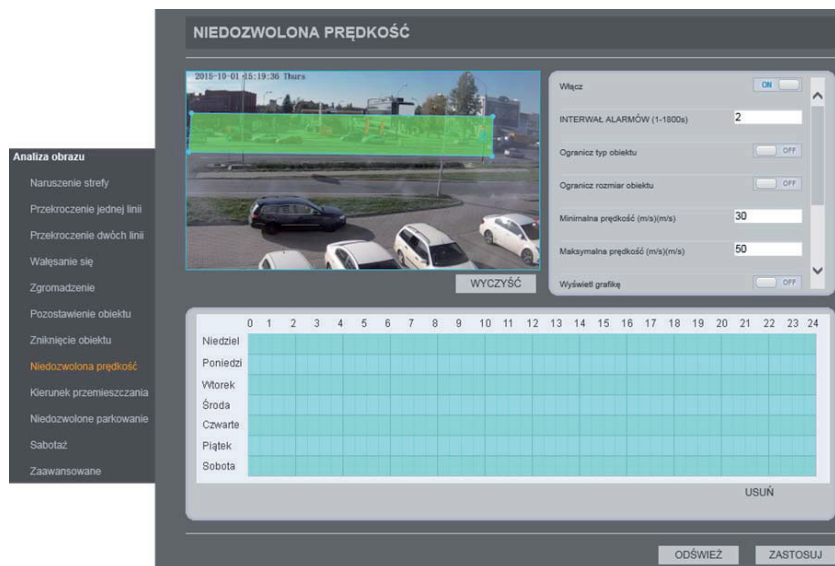 NIEDOZWOLONA PRĘDKOŚĆ
2015-10-01 15:19:36 Thurs
Włącz
ON
INTERWAŁ ALARMÓW (1-1800s)
2
Ogranicz typ obiektu
OFF
Ogranicz rozmiar obiektu
OFF
Minimalna prędkość (m/s)(m/s)
30
Maksymalna prędkość (m/s)(m/s)
50
Wyświetl grafikę
OFF
WYCZYŚĆ
Analiza obrazu
Naruszenie strefy
Przekroczenie jednej linii
Przekroczenie dwóch linii
Wałęsanie się
Zgromadzenie
Pozostawienie obiektu
Zniknięcie obiektu
Niedozwolona prędkość
Kierunek przemieszczania
Niedozwolone parkowanie
Sabotaż
Zaawansowane
0 1 2 3 4 5 6 7 8 9 10 11 12 13 14 15 16 17 18 19 20 21 22 23 24
Niedziel
Poniedzi
Wtorek
Środa
Czwarte
Piątek
Sobota
USUŃ
ODŚWIEŻ
ZASTOSUJ